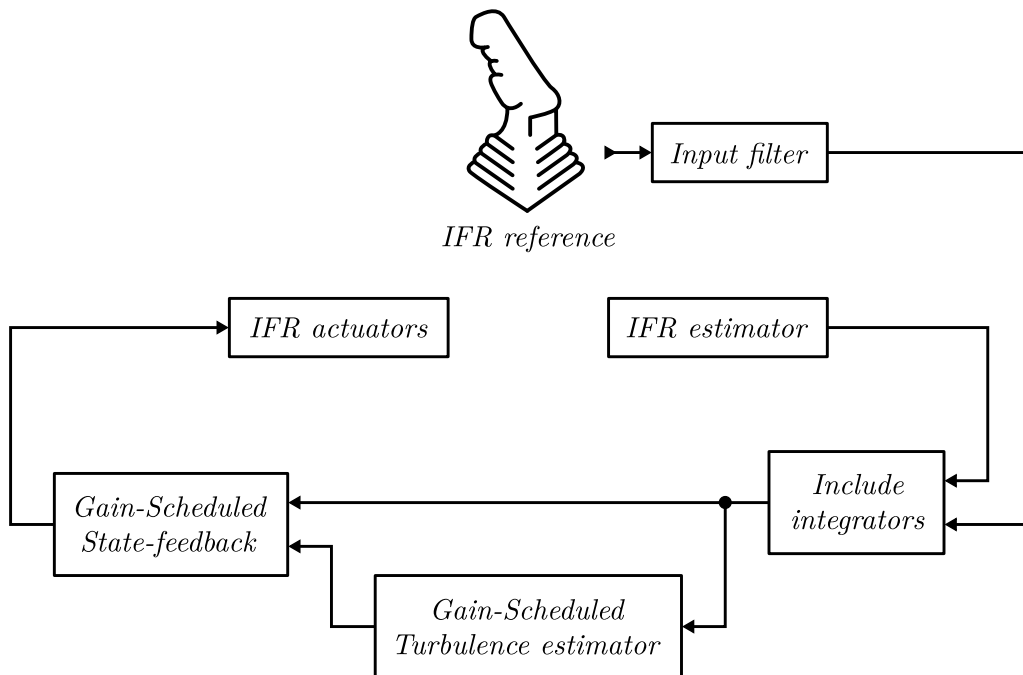 Input filter
IFR reference
IFR actuators
IFR estimator
Include
integrators
Gain-Scheduled
State-feedback
Gain-Scheduled
Turbulence estimator